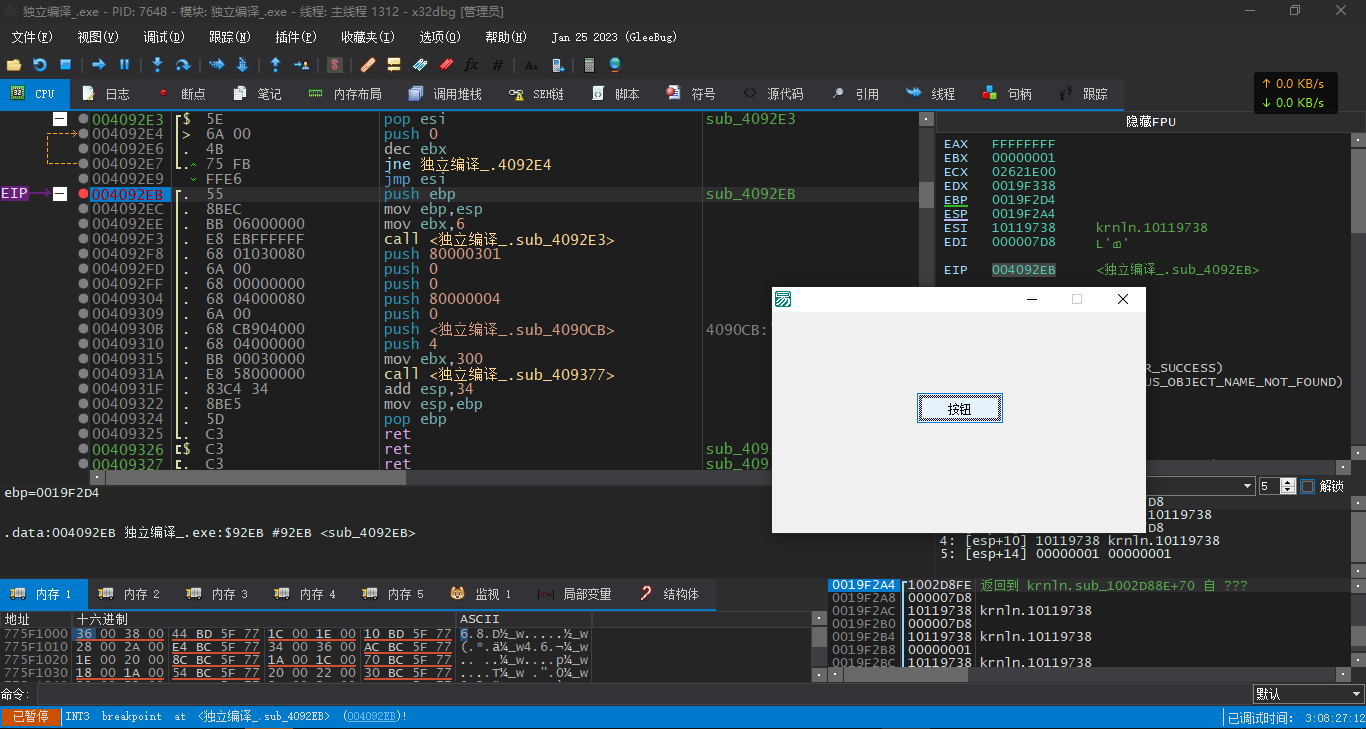 独立编译_.exe - PID: 7648 - 模块: 独立编译_.exe - 线程: 主线程 1312 - x32dbg [管理员]
文件(F) 视图(V) 调试(D) 跟踪(N) 插件(P) 收藏夹(I) 选项(O) 帮助(H) Jan 25 2023 (GleeBug)
↑ 0.0 KB/s
↓ 0.0 KB/s
CPU 日志 断点 笔记 内存布局 调用堆栈 SEH链 脚本 符号 源代码 引用 线程 句柄 跟踪
004092E3 $ 5E pop esi sub_4092E3
004092E4 > 6A 00 push 0
004092E6 . 4B dec ebx
004092E7 . 75 FB jne 独立编译_.4092E4
004092E9 FFE6 jmp esi
EIP 004092EB . 55 push ebp sub_4092EB
004092EC . 8BEC mov ebp,esp
004092EE . BB 06000000 mov ebx,6
004092F3 . E8 EBFFFFFF call <独立编译_.sub_4092E3>
004092F8 . 68 01030080 push 80000301
004092FD . 6A 00 push 0
004092FF . 68 00000000 push 0
00409304 . 68 04000080 push 80000004
00409309 . 6A 00 push 0
0040930B . 68 CB904000 push <独立编译_.sub_4090CB> 4090CB:
00409310 . 68 04000000 push 4
00409315 . BB 00030000 mov ebx,300
0040931A . E8 58000000 call <独立编译_.sub_409377>
0040931F . 83C4 34 add esp,34
00409322 . 8BE5 mov esp,ebp
00409324 . 5D pop ebp
00409325 . C3 ret
00409326 $ C3 ret sub_409
00409327 . C3 ret sub_409
隐藏FPU
EAX FFFFFFFF
EBX 00000001
ECX 02621E00
EDX 0019F338
EBP 0019F2D4
ESP 0019F2A4
ESI 10119738 krnln.10119738
EDI 000007D8
EIP 004092EB <独立编译_.sub_4092EB>
R_SUCCESS)
US_OBJECT_NAME_NOT_FOUND)
按钮
5 解锁
D8
10119738
D8
4: [esp+10] 10119738 krnln.10119738
5: [esp+14] 00000001 00000001
ebp=0019F2D4
.data:004092EB 独立编译_.exe:$92EB #92EB <sub_4092EB>
内存 1 内存 2 内存 3 内存 4 内存 5 监视 1 局部变量 结构体
地址 十六进制 ASCII
775F1000 36 00 38 00 44 BD 5F 77 1C 00 1E 00 10 BD 5F 77 6.8.D½_w.....½_w
775F1010 28 00 2A 00 E4 BC 5F 77 34 00 36 00 AC BC 5F 77 (.*.ä¼_w4.6.¬¼_w
775F1020 1E 00 20 00 8C BC 5F 77 1A 00 1C 00 70 BC 5F 77 .. ..¼_w....p¼_w
775F1030 18 00 1A 00 54 BC 5F 77 20 00 22 00 30 BC 5F 77 ....T¼_w .".0¼_w
0019F2A4 1002D8FE 返回到 krnln.sub_1002D88E+70 自 ???
0019F2A8 000007D8
0019F2AC 10119738 krnln.10119738
0019F2B0 000007D8
0019F2B4 10119738 krnln.10119738
0019F2B8 00000001
0019F2BC 10119738 krnln.10119738
命令: 默认
已暂停 INT3 breakpoint at <独立编译_.sub_4092EB> (004092EB)! 已调试时间: 3:08:27:12